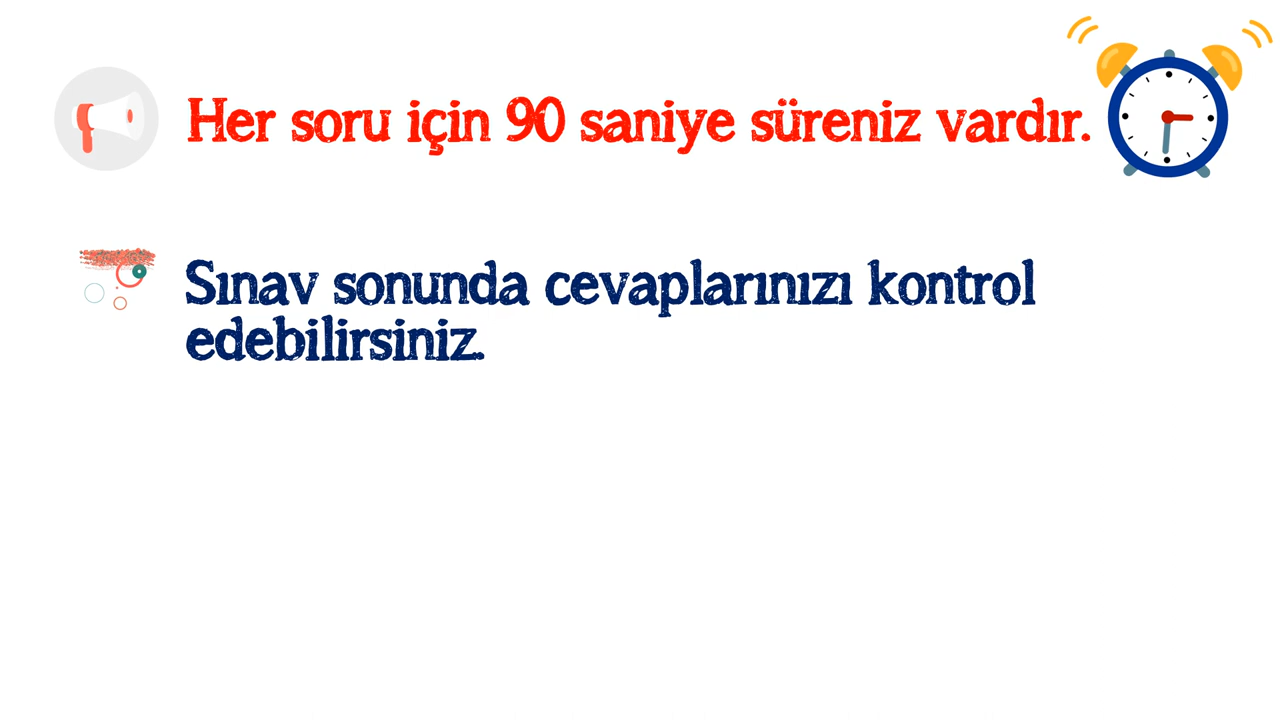 Her soru için 90 saniye süreniz vardır.
Sınav sonunda cevaplarınızı kontrol
edebilirsiniz.